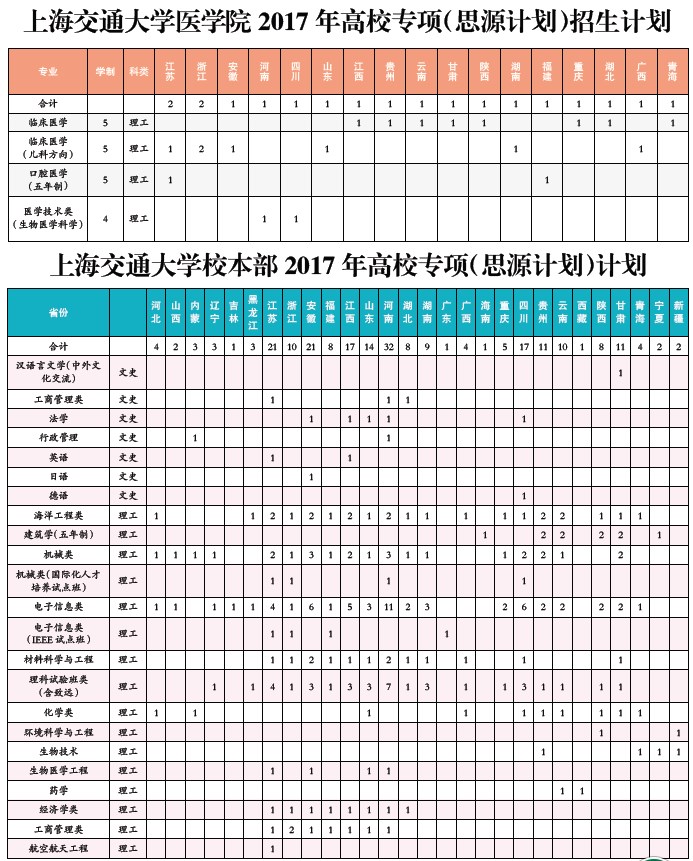 上海交通大学医学院 2017 年高校专项(思源计划)招生计划
专业 学制 科类 江苏 浙江 安徽 河南 四川 山东 江西 贵州 云南 甘肃 陕西 湖南 福建 重庆 湖北 广西 青海
合计 2 2 1 1 1 1 1 1 1 1 1 1 1 1 1 1 1
临床医学 5 理工 1 1 1 1 1 1 1 1
临床医学
(儿科方向) 5 理工 1 2 1 1 1 1
口腔医学
(五年制) 5 理工 1 1
医学技术类
(生物医学科学) 4 理工 1 1
上海交通大学校本部 2017 年高校专项(思源计划)计划
省份 河北 山西 内蒙 辽宁 吉林 黑龙江 江苏 浙江 安徽 福建 江西 山东 河南 湖北 湖南 广东 广西 海南 重庆 四川 贵州 云南 西藏 陕西 甘肃 青海 宁夏 新疆
合计 4 2 3 3 1 3 21 10 21 8 17 14 32 8 9 1 4 1 5 17 11 10 1 8 11 4 2 2
汉语言文学(中外文
化交流) 文史 1
工商管理类 文史 1 1 1
法学 文史 1 1 1 1 1
行政管理 文史 1 1
英语 文史 1 1
日语 文史 1
德语 文史 1
海洋工程类 理工 1 1 2 1 2 1 2 1 2 1 1 1 1 1 2 2 1 1 1
建筑学(五年制) 理工 1 2 2 2 2 1
机械类 理工 1 1 1 1 2 1 3 1 2 1 3 1 1 1 2 2 1 2
机械类(国际化人才
培养试点班) 理工 1 1 1 1
电子信息类 理工 1 1 1 1 1 4 1 6 1 5 3 11 2 3 2 6 2 2 2 2 1
电子信息类
(IEEE 试点班) 理工 1 1 1 1
材料科学与工程 理工 1 1 2 1 1 1 2 1 1 1 1 1
理科试验班类
(含致远) 理工 1 1 4 1 3 1 3 3 7 1 3 1 1 3 1 1 1 1
化学类 理工 1 1 1 1 1 1 1 1 1 1
环境科学与工程 理工 1 1
生物技术 理工 1 1 1 1
生物医学工程 理工 1 1 1 1
药学 理工 1 1
经济学类 理工 1 1 1 1 1 1 1 1
工商管理类 理工 1 2 1 1 1 1 1
航空航天工程 理工 1